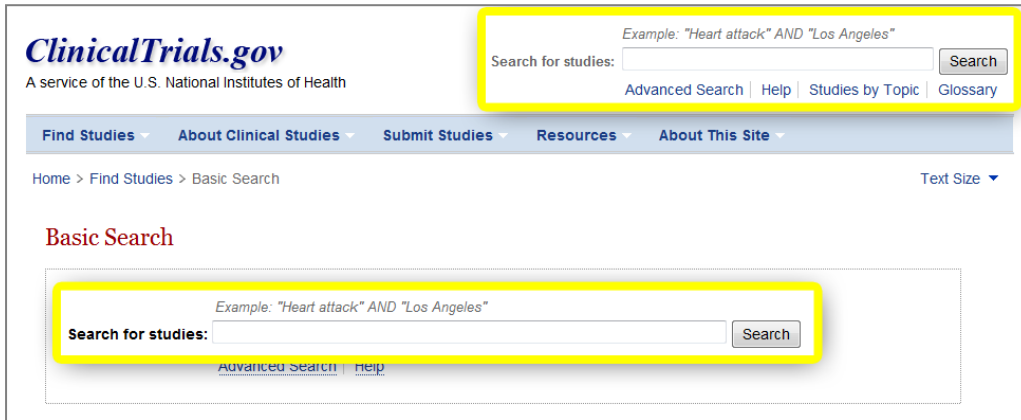 Example: "Heart attack" AND "Los Angeles"
ClinicalTrials.gov
Search for studies: Search
A service of the U.S. National Institutes of Health
Advanced Search Help Studies by Topic Glossary
Find Studies About Clinical Studies Submit Studies Resources About This Site
Home > Find Studies > Basic Search Text Size
Basic Search
Example: "Heart attack" AND "Los Angeles"
Search for studies: Search
Advanced Search Help